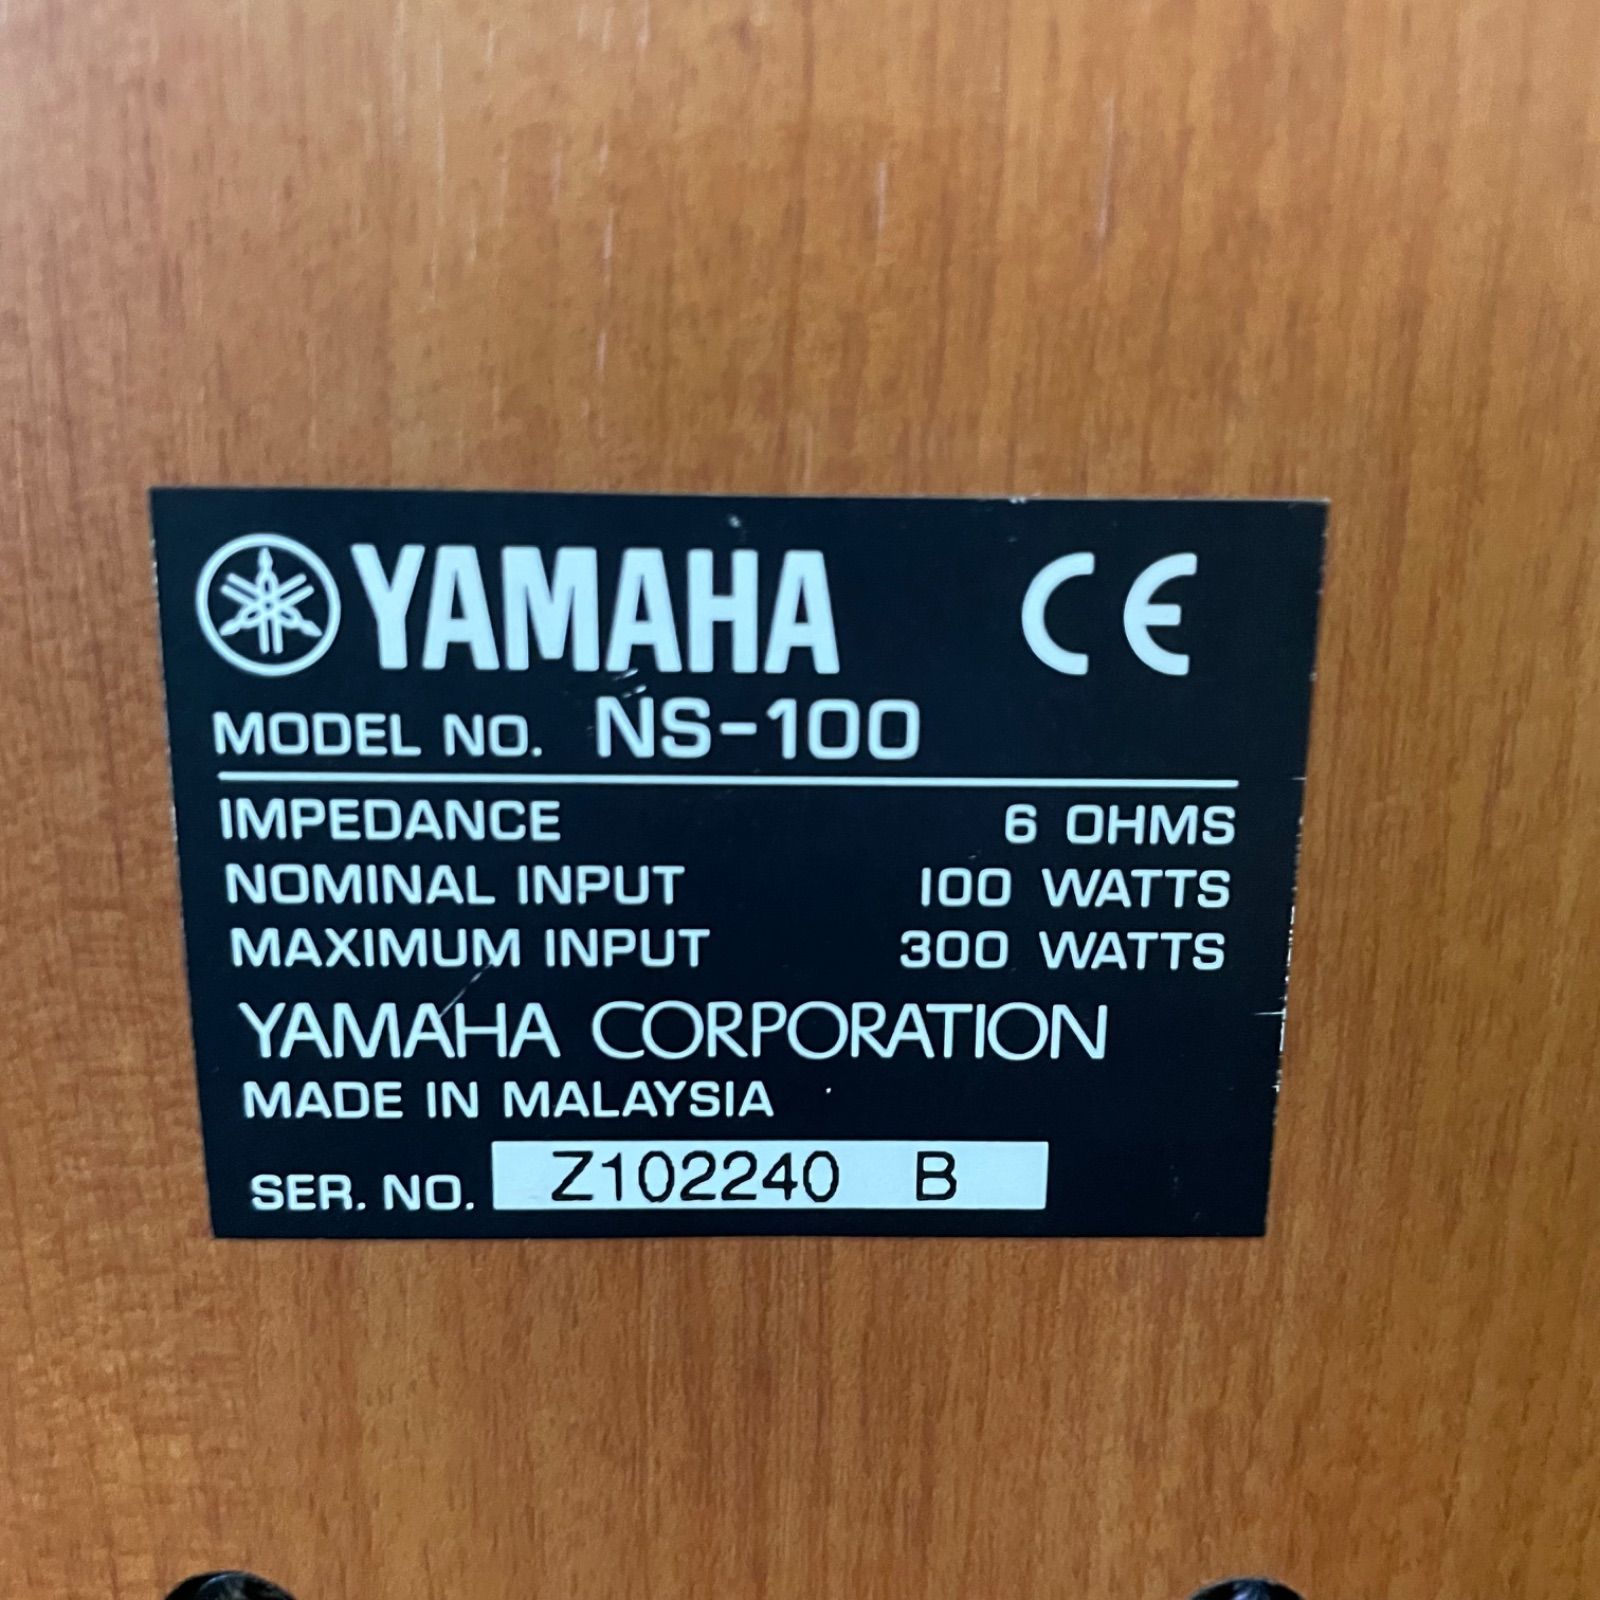 YAMAHA CE
MODEL NO. NS-100
IMPEDANCE 6 OHMS
NOMINAL INPUT 100 WATTS
MAXIMUM INPUT 300 WATTS
YAMAHA CORPORATION
MADE IN MALAYSIA
SER. NO. Z102240 B